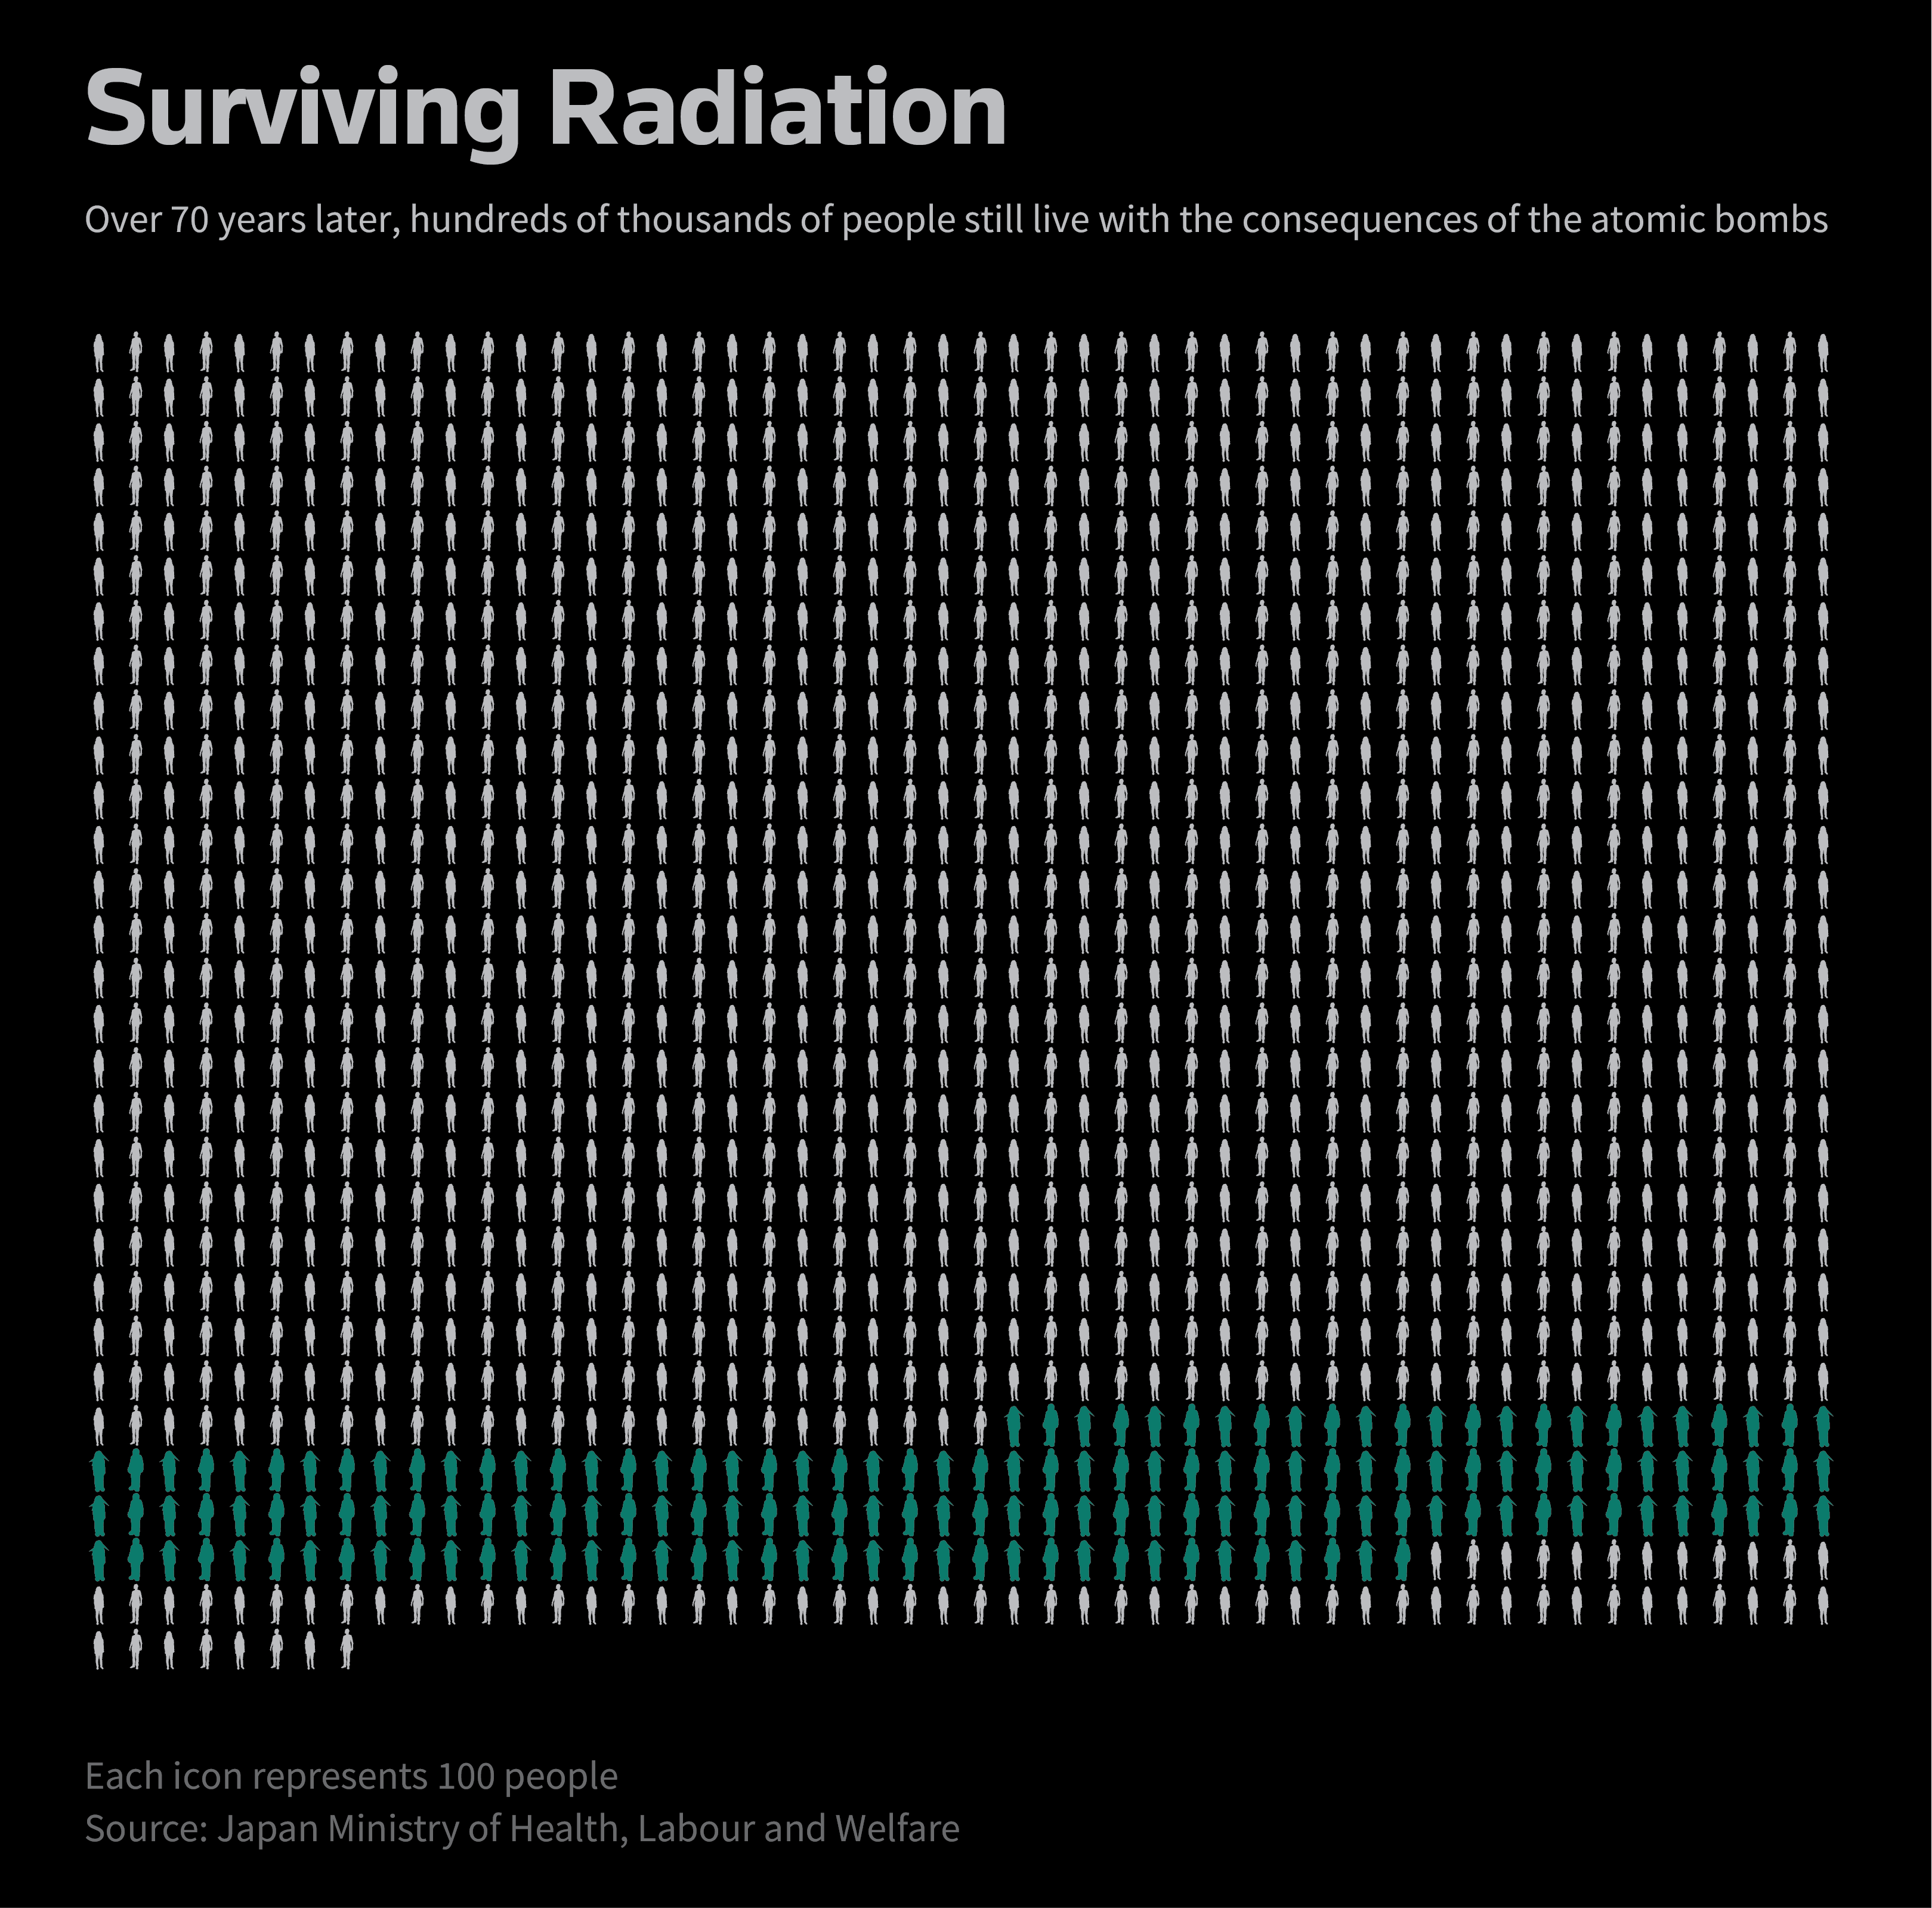 Surviving Radiation
Over 70 years later, hundreds of thousands of people still live with the consequences of the atomic bombs
Each icon represents 100 people
Source: Japan Ministry of Health, Labour and Welfare